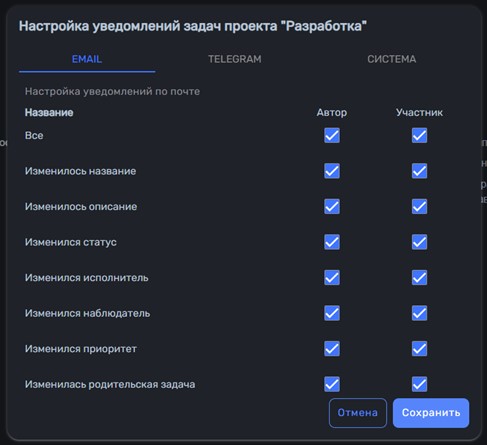 Настройка уведомлений задач проекта "Разработка"
EMAIL TELEGRAM СИСТЕМА
Настройка уведомлений по почте
Название Автор Участник
Все
Изменилось название
Изменилось описание
Изменился статус
Изменился исполнитель
Изменился наблюдатель
Изменился приоритет
Изменилась родительская задача
Отмена Сохранить